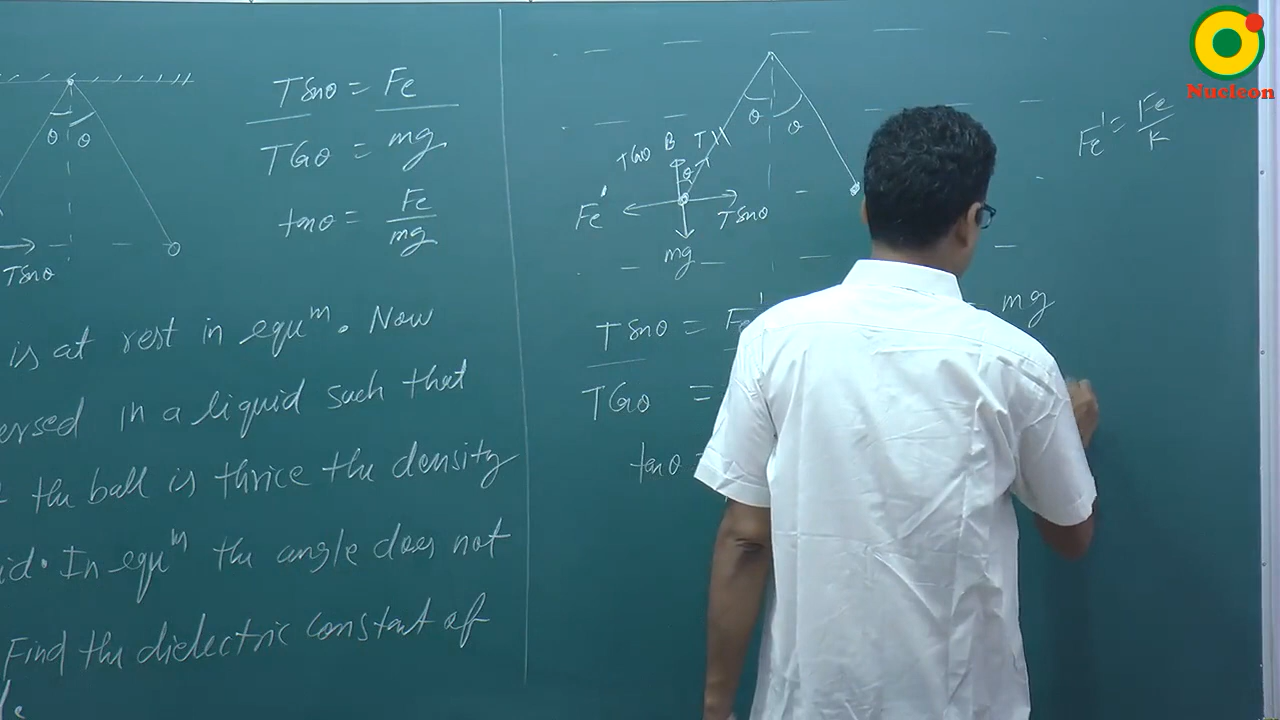 Nucleon
θ θ
T Sinθ
T Sinθ = Fe
T Cosθ = mg
tanθ = Fe/mg
is at rest in equᵐ. Now
ersed in a liquid such that
the ball is thrice the density
id. In equᵐ the angle does not
Find the dielectric constant of
θ θ
T Cosθ B T
θ
Fe' T Sinθ
mg
Fe' = Fe/K
T Sinθ = Fe' = mg
T Cosθ =
tanθ =